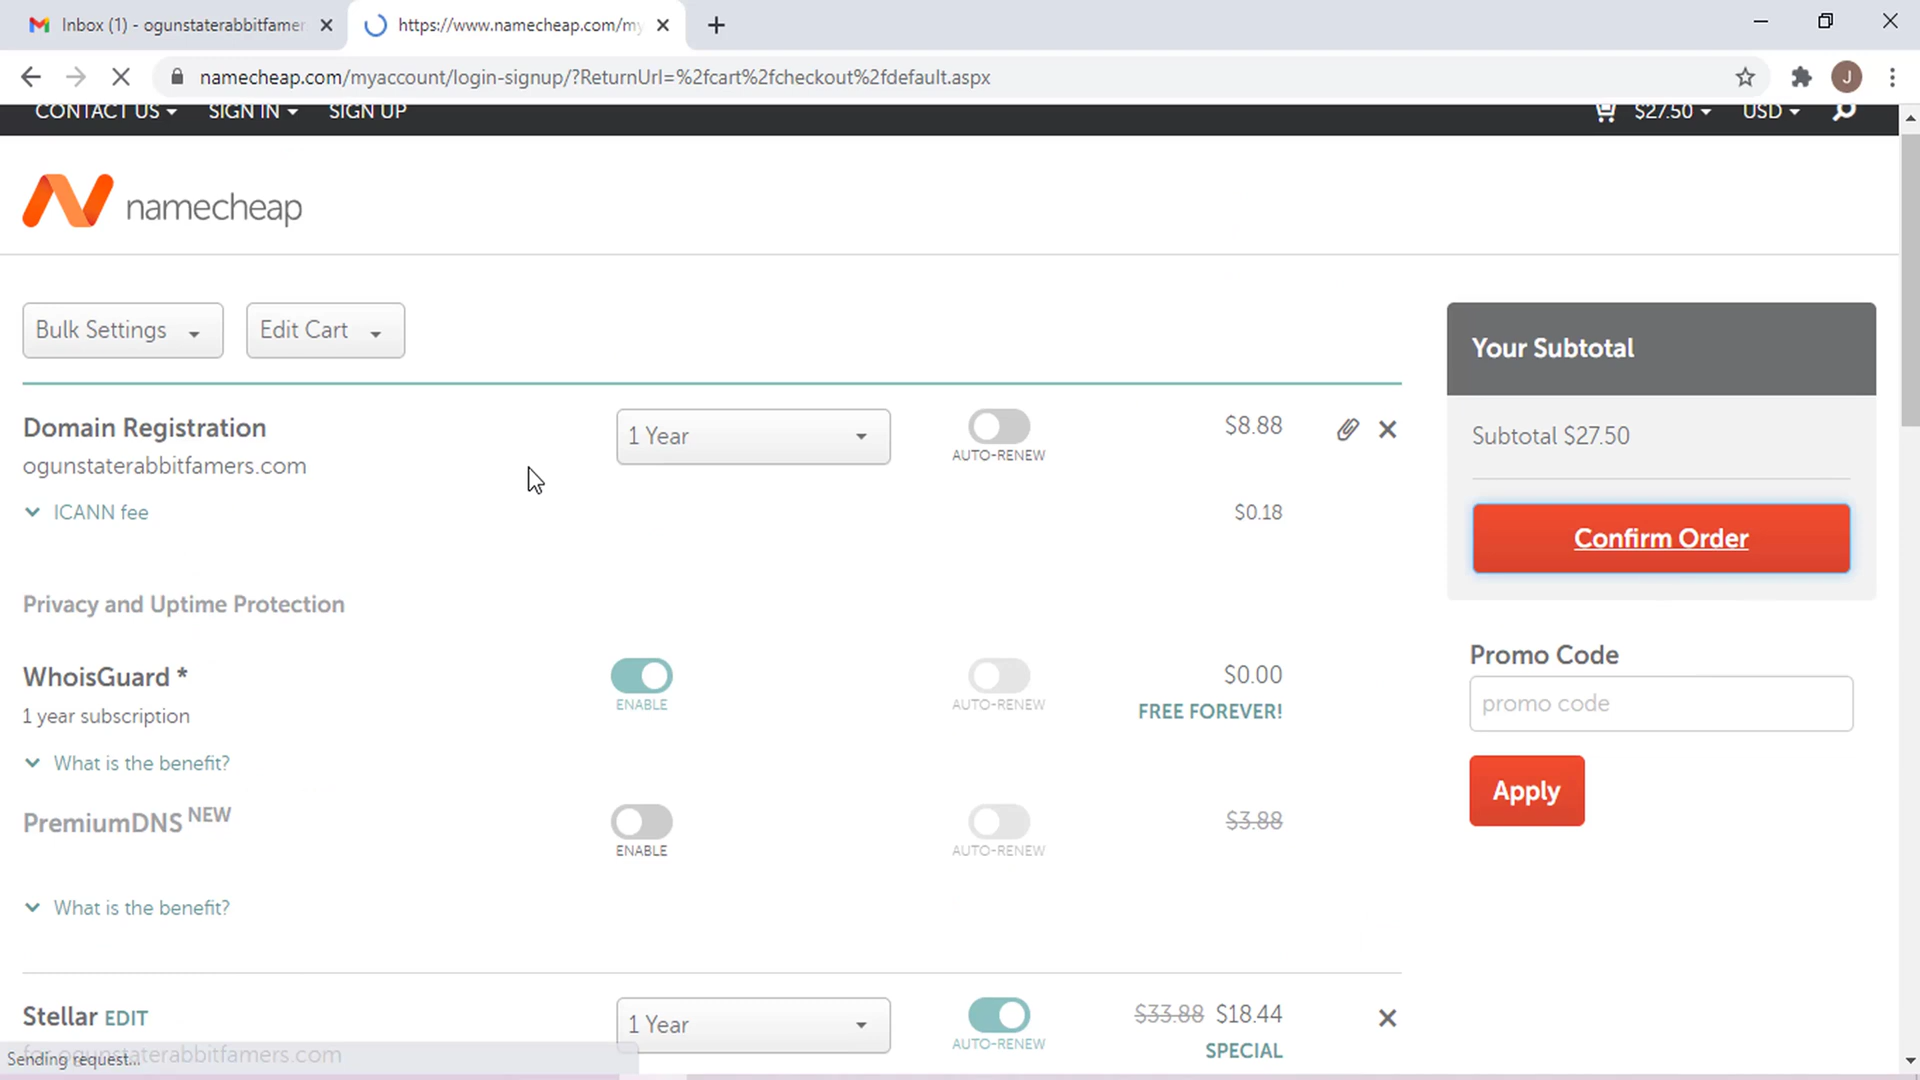 Inbox (1) - ogunstaterabbitfamer
https://www.namecheap.com/my
namecheap.com/myaccount/login-signup/?ReturnUrl=%2fcart%2fcheckout%2fdefault.aspx
J
CONTACT US SIGN IN SIGN UP $27.50 USD
namecheap
Bulk Settings Edit Cart
Your Subtotal
Domain Registration 1 Year $8.88
Subtotal $27.50
AUTO-RENEW
ogunstaterabbitfamers.com
ICANN fee $0.18
Confirm Order
Privacy and Uptime Protection
Promo Code
WhoisGuard * $0.00
ENABLE AUTO-RENEW FREE FOREVER!
promo code
1 year subscription
What is the benefit?
Apply
PremiumDNS NEW $3.88
ENABLE AUTO-RENEW
What is the benefit?
Stellar EDIT 1 Year $33.88 $18.44
AUTO-RENEW SPECIAL
for ogunstaterabbitfamers.com
Sending request...